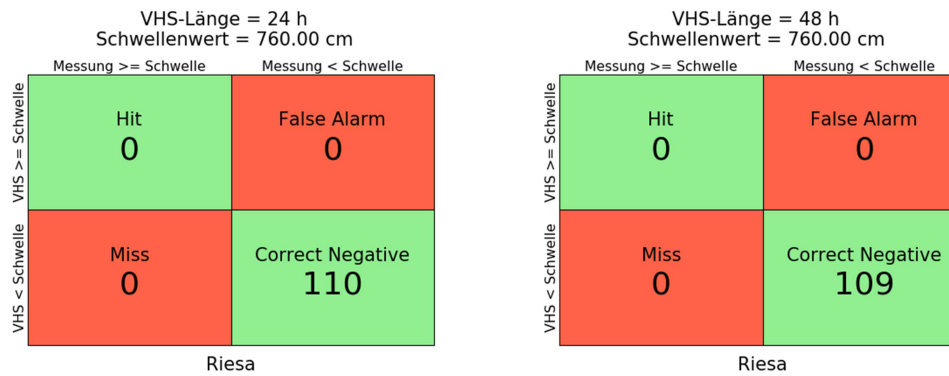 VHS-Länge = 24 h
Schwellenwert = 760.00 cm
Messung >= Schwelle
Messung < Schwelle
VHS >= Schwelle
Hit
0
False Alarm
0
VHS < Schwelle
Miss
0
Correct Negative
110
Riesa
VHS-Länge = 48 h
Schwellenwert = 760.00 cm
Messung >= Schwelle
Messung < Schwelle
VHS >= Schwelle
Hit
0
False Alarm
0
VHS < Schwelle
Miss
0
Correct Negative
109
Riesa